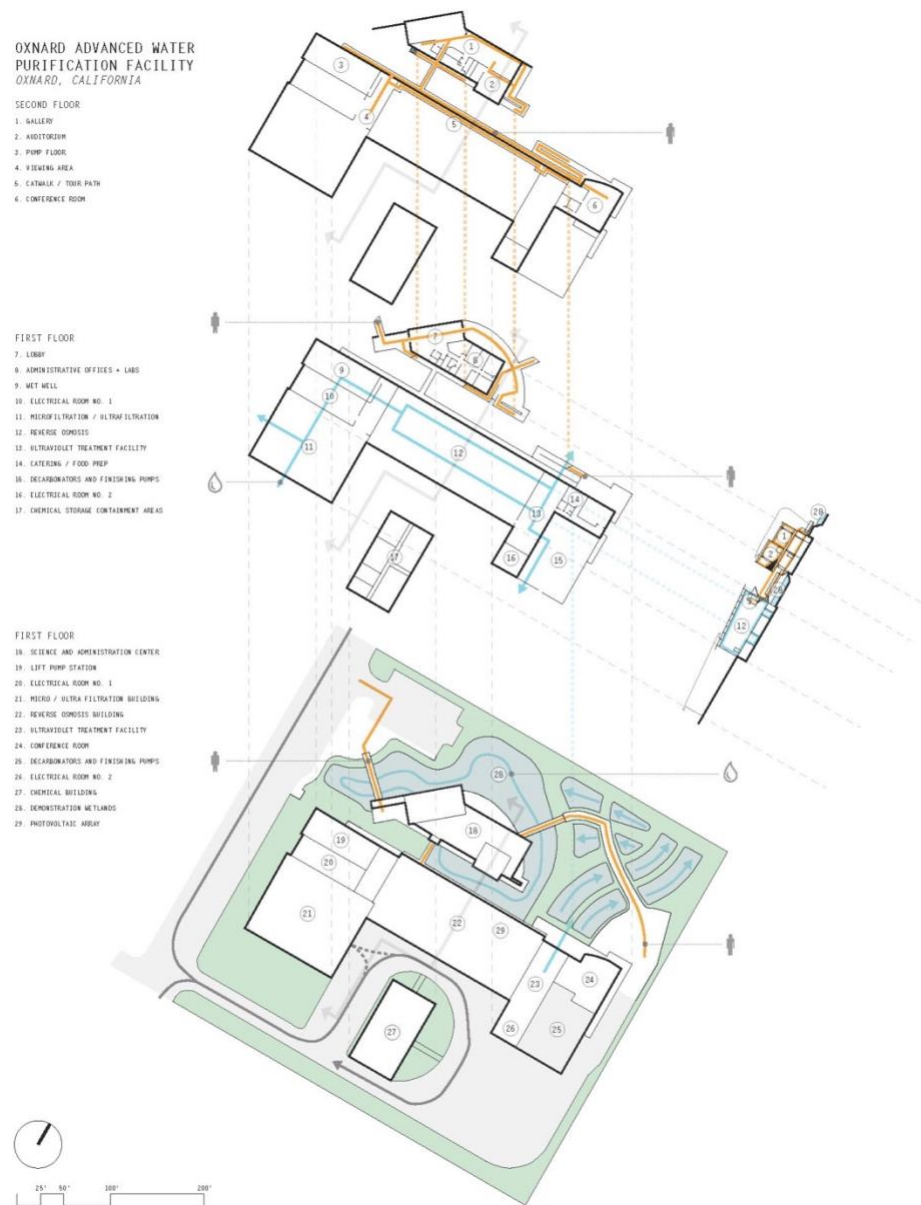 OXNARD ADVANCED WATER
PURIFICATION FACILITY
OXNARD, CALIFORNIA
SECOND FLOOR
1. GALLERY
2. AUDITORIUM
3. PUMP FLOOR
4. VIEWING AREA
5. CATWALK / TOUR PATH
6. CONFERENCE ROOM
1
2
3
4
5
6
FIRST FLOOR
7. LOBBY
8. ADMINISTRATIVE OFFICES + LABS
9. WET WELL
10. ELECTRICAL ROOM NO. 1
11. MICROFILTRATION / ULTRAFILTRATION
12. REVERSE OSMOSIS
13. ULTRAVIOLET TREATMENT FACILITY
14. CATERING / FOOD PREP
15. DECARBONATORS AND FINISHING PUMPS
16. ELECTRICAL ROOM NO. 2
17. CHEMICAL STORAGE CONTAINMENT AREAS
7
8
9
10
11
12
13
14
15
16
17
28
1
2
28
12
FIRST FLOOR
18. SCIENCE AND ADMINISTRATION CENTER
19. LIFT PUMP STATION
20. ELECTRICAL ROOM NO. 1
21. MICRO / ULTRA FILTRATION BUILDING
22. REVERSE OSMOSIS BUILDING
23. ULTRAVIOLET TREATMENT FACILITY
24. CONFERENCE ROOM
25. DECARBONATORS AND FINISHING PUMPS
26. ELECTRICAL ROOM NO. 2
27. CHEMICAL BUILDING
28. DEMONSTRATION WETLANDS
29. PHOTOVOLTAIC ARRAY
28
18
19
20
21
22
29
23
24
25
26
27
25' 50' 100' 200'